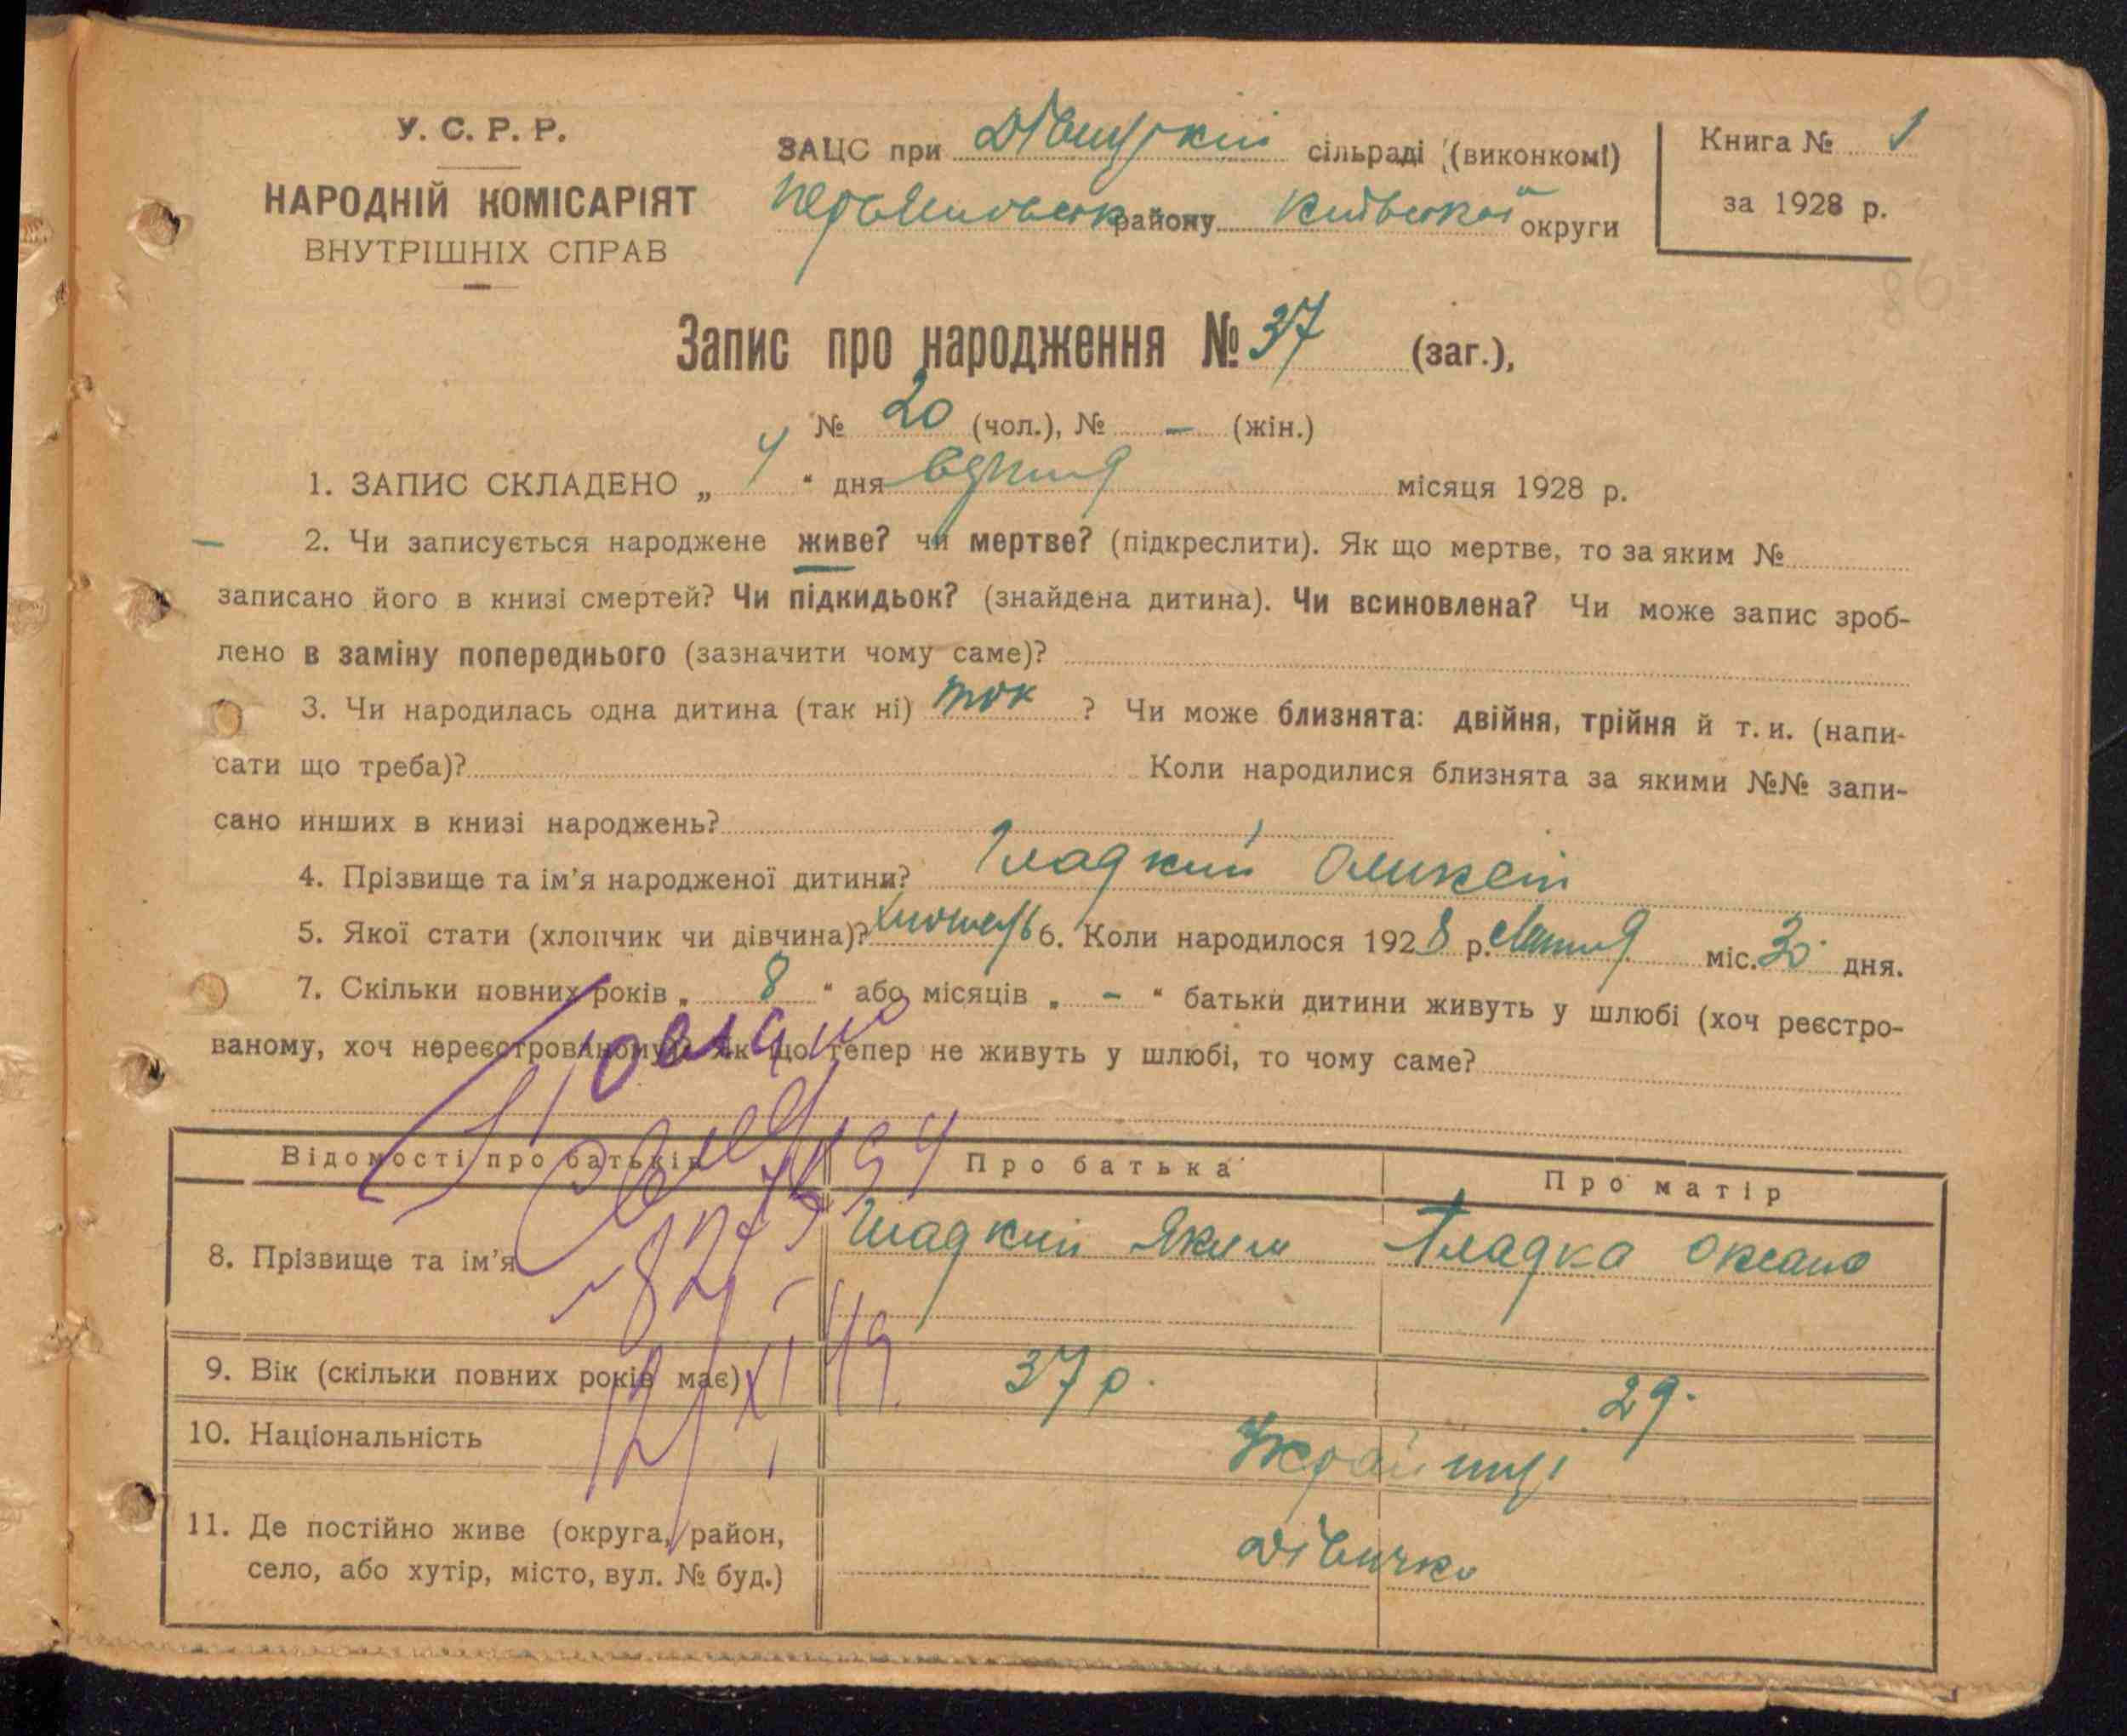 У. С. Р. Р.
НАРОДНІЙ КОМІСАРІЯТ
ВНУТРІШНІХ СПРАВ
ЗАЦС при сільраді (виконкомі)
району Київської округи
Книга № 1
за 1928 р.
Запис про народження № 37 (заг.),
№ 20 (чол.), № — (жін.)
1. ЗАПИС СКЛАДЕНО „ 4 “ дня місяця 1928 р.
— 2. Чи записується народжене живе? чи мертве? (підкреслити). Як що мертве, то за яким №
записано його в книзі смертей? Чи підкидьок? (знайдена дитина). Чи всиновлена? Чи може запис зроб-
лено в заміну попереднього (зазначити чому саме)?
3. Чи народилась одна дитина (так ні) так ? Чи може близнята: двійня, трійня й т. и. (напи-
сати що треба)? Коли народилися близнята за якими №№ запи-
сано инших в книзі народжень?
4. Прізвище та ім'я народженої дитини? Гладкий Олексій
5. Якої стати (хлопчик чи дівчина)? 6. Коли народилося 1928 р. міс. 30 дня.
7. Скільки повних років „ 8 “ або місяців „ – “ батьки дитини живуть у шлюбі (хоч реєстро-
ваному, хоч нереєстрованому)? Як що тепер не живуть у шлюбі, то чому саме?
Відомості про батьків Про батька Про матір
8. Прізвище та ім'я Гладкий Яким Гладка Оксана
9. Вік (скільки повних років має) 37 р. 29.
10. Національність Українці
11. Де постійно живе (округа, район,
село, або хутір, місто, вул. № буд.) Дівички